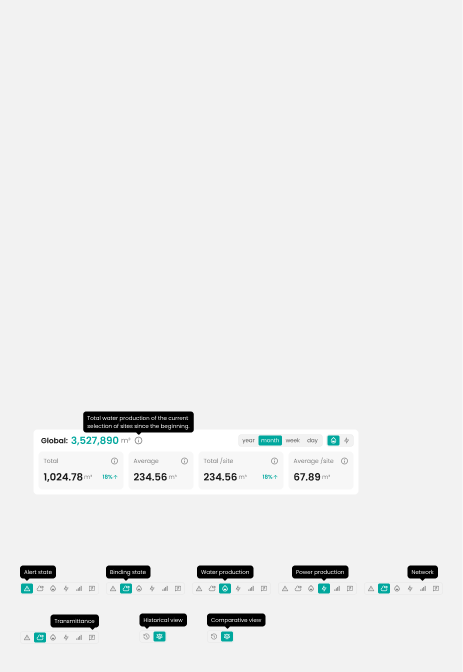 Total water production of the current
selection of sites since the beginning.
Global: 3,527,890 m³
year month week day
Total
1,024.78 m³ 18%↑
Average
234.56 m³
Total /site
234.56 m³ 18%↑
Average /site
67.89 m³
Alert state
Binding state
Water production
Power production
Network
Transmittance
Historical view
Comparative view